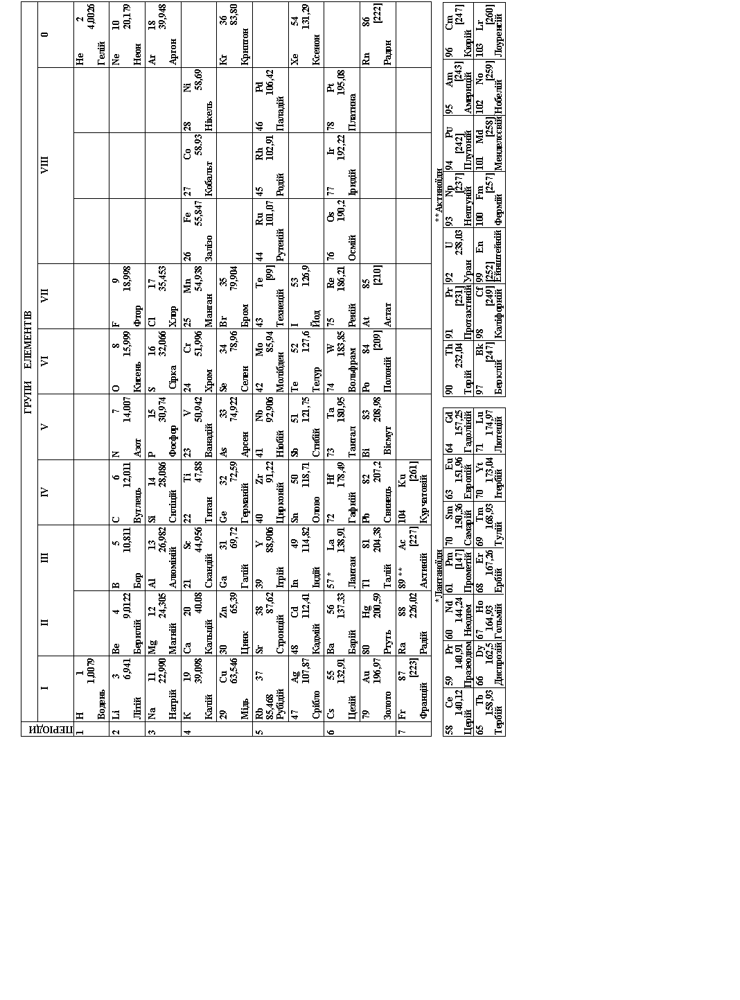 ГРУПИ ЕЛЕМЕНТІВ
ПЕРІОДИ I II III IV V VI VII VIII 0
1
H 1
1,0079
Водень
He 2
4,0026
Гелій
2
Li 3
6,941
Літій
Be 4
9,0122
Берилій
B 5
10,811
Бор
C 6
12,011
Вуглець
N 7
14,007
Азот
O 8
15,999
Кисень
F 9
18,998
Фтор
Ne 10
20,179
Неон
3
Na 11
22,990
Натрій
Mg 12
24,305
Магній
Al 13
26,982
Алюміній
Si 14
28,086
Силіцій
P 15
30,974
Фосфор
S 16
32,066
Сірка
Cl 17
35,453
Хлор
Ar 18
39,948
Аргон
4
K 19
39,098
Калій
Ca 20
40.08
Кальцій
21 Sc
44,956
Скандій
22 Ti
47,88
Титан
23 V
50,942
Ванадій
24 Cr
51,996
Хром
25 Mn
54,938
Манган
26 Fe
55,847
Залізо
27 Co
58.93
Кобальт
28 Ni
58,69
Нікель
29 Cu
63,546
Мідь
30 Zn
65,39
Цинк
Ga 31
69,72
Галій
Ge 32
72,59
Германій
As 33
74,922
Арсен
Se 34
78,96
Селен
Br 35
79,904
Бром
Kr 36
83,80
Криптон
5
Rb 37
85,468
Рубідій
Sr 38
87,62
Стронцій
39 Y
88,906
Ітрій
40 Zr
91,22
Цирконій
41 Nb
92,906
Ніобій
42 Mo
85,94
Молібден
43 Te
[99]
Технецій
44 Ru
101,07
Рутеній
45 Rh
102,91
Родій
46 Pd
106,42
Паладій
47 Ag
107,87
Срібло
48 Cd
112,41
Кадмій
In 49
114,82
Індій
Sn 50
118,71
Олово
Sb 51
121,75
Стибій
Te 52
127,6
Телур
I 53
126,9
Йод
Xe 54
131,29
Ксенон
6
Cs 55
132,91
Цезій
Ba 56
137.33
Барій
57 * La
138,91
Лантан
72 Hf
178,49
Гафній
73 Ta
180,95
Тантал
74 W
183,85
Вольфрам
75 Re
186,21
Реній
76 Os
190,2
Осмій
77 Ir
192,22
Іридій
78 Pt
195,08
Платина
79 Au
196,97
Золото
80 Hg
200,59
Ртуть
Tl 81
204,38
Талій
Pb 82
207,2
Свинець
Bi 83
208,98
Вісмут
Po 84
[209]
Полоній
At 85
[210]
Астат
Rn 86
[222]
Радон
7
Fr 87
[223]
Францій
Ra 88
226,02
Радій
89 ** Ac
[227]
Актиній
104 Ku
[261]
Курчатовій
*Лантаноїди
58 Ce
140,12
Церій
59 Pr
140,91
Празеодим
60 Nd
144,24
Неодим
61 Pm
[147]
Прометій
70 Sm
150,36
Самарій
63 Eu
151,96
Европій
64 Gd
157,25
Гадоліній
65 Tb
158,93
Тербій
66 Dy
162,5
Диспрозій
67 Ho
164,93
Гольмій
68 Er
167,26
Ербій
69 Tm
168,93
Тулій
70 Yt
173,04
Ітербій
71 Lu
174,97
Лютецій
**Актиноїди
90 Th
232,04
Торій
91 Pr
[231]
Протактиній
92 U
238,03
Уран
93 Np
[237]
Нептуній
94 PU
[242]
Плутоній
95 Am
[243]
Америцій
96 Cm
[247]
Кюрій
97 Bk
[247]
Берклій
98 Cf
[249]
Каліфорній
99 En
[252]
Ейнштейній
100 Fm
[257]
Фермій
101 Md
[258]
Менделєєвій
102 No
[259]
Нобелій
103 Lr
[260]
Лоуренсій